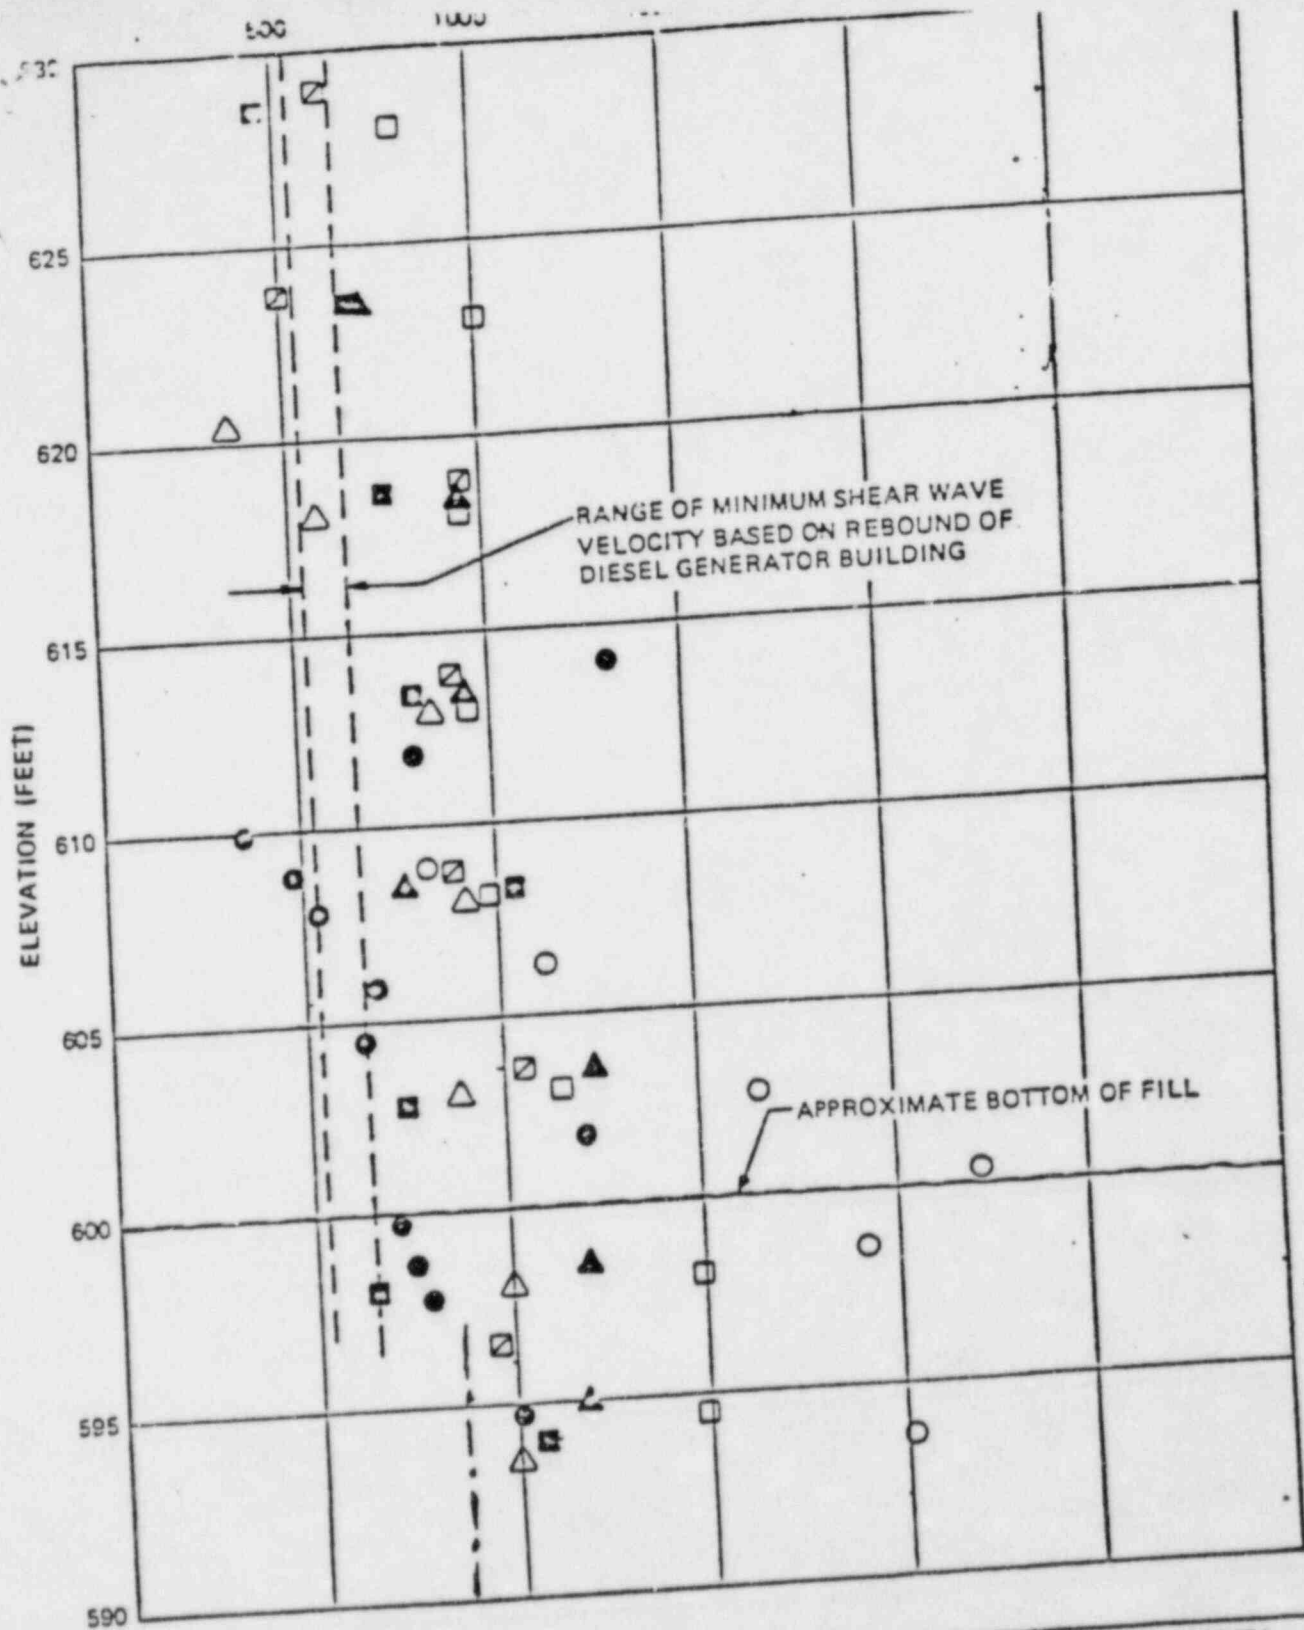 500
1000
630
625
620
615
610
605
600
595
590
ELEVATION (FEET)
RANGE OF MINIMUM SHEAR WAVE
VELOCITY BASED ON REBOUND OF
DIESEL GENERATOR BUILDING
APPROXIMATE BOTTOM OF FILL